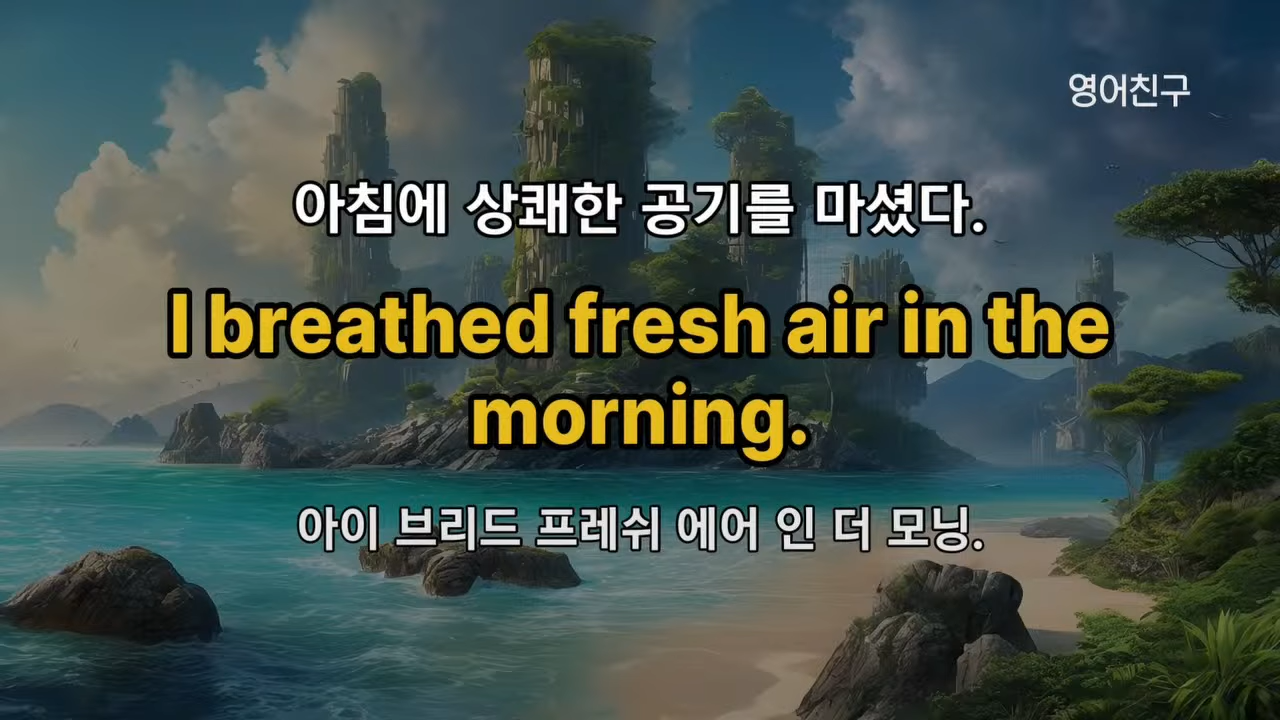 영어친구
아침에 상쾌한 공기를 마셨다.
I breathed fresh air in the
morning.
아이 브리드 프레쉬 에어 인 더 모닝.